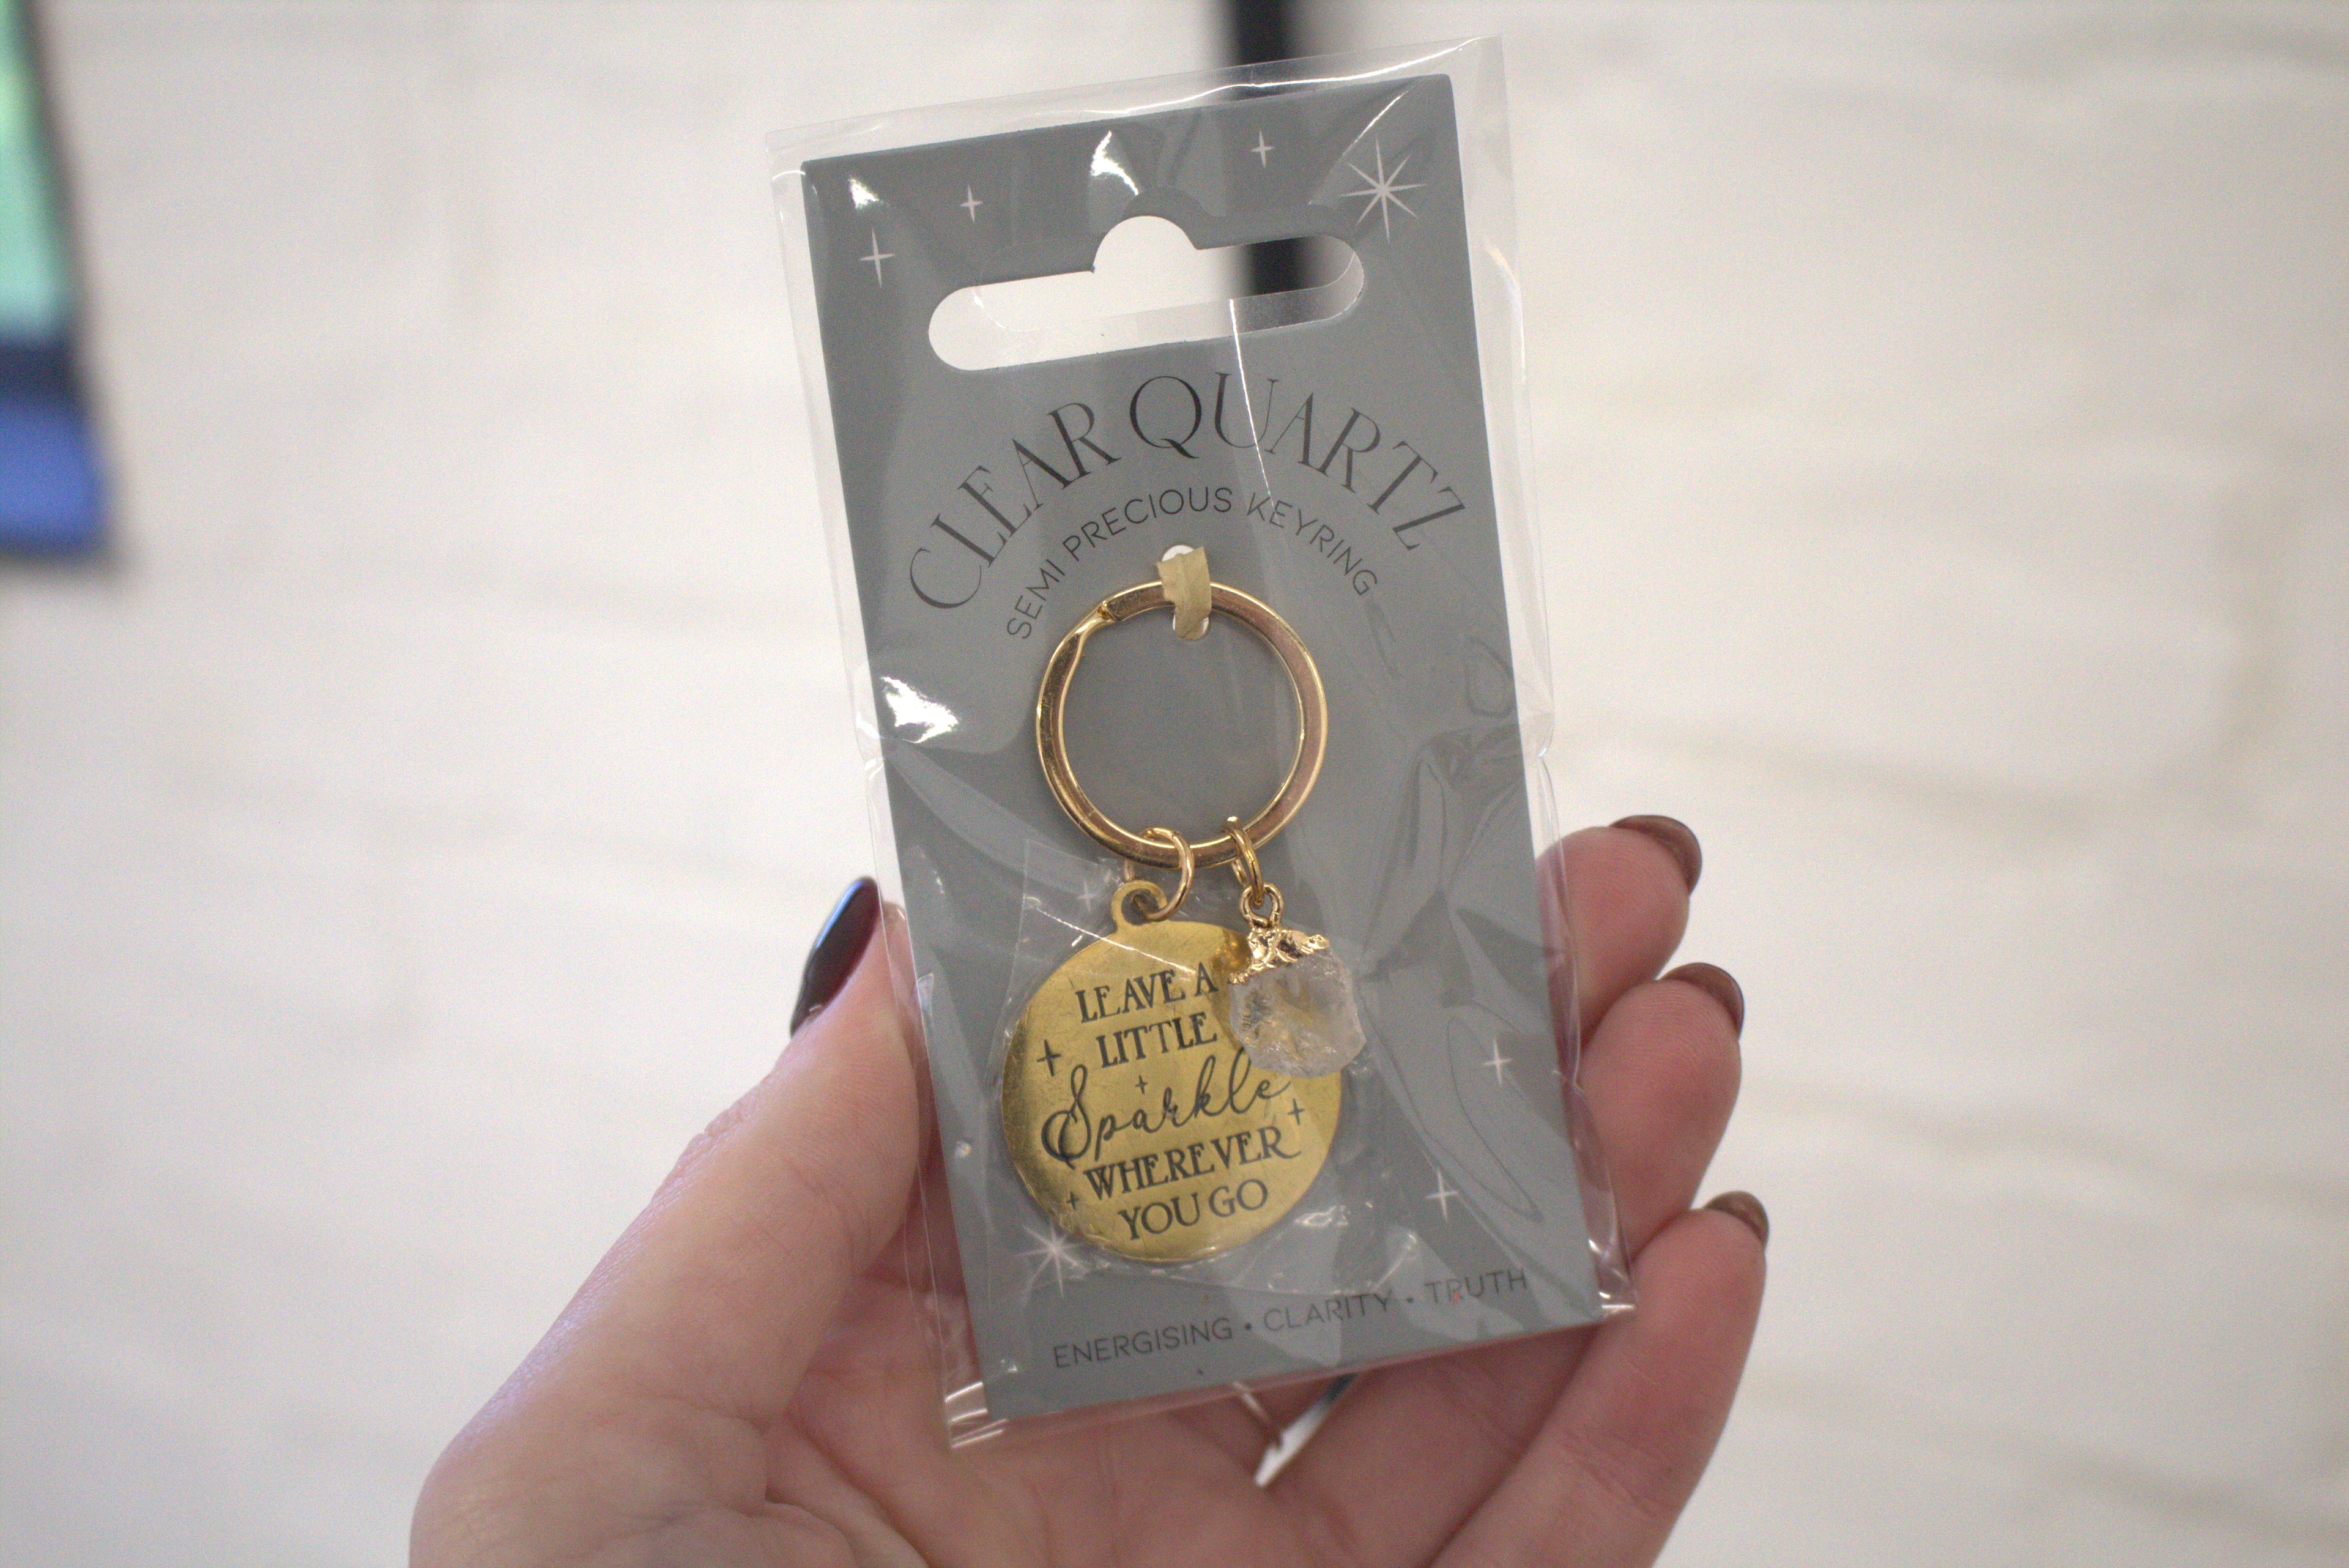 CLEAR QUARTZ
SEMI PRECIOUS KEYRING
LEAVE A
LITTLE
Sparkle
WHEREVER
YOU GO
ENERGISING • CLARITY • TRUTH